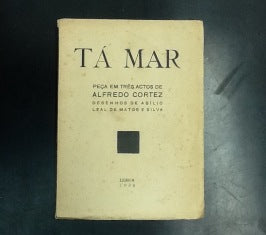 TÁ MAR
PEÇA EM TRÊS ACTOS DE
ALFREDO CORTEZ
DESENHOS DE ABÍLIO
LEAL DE MATOS E SILVA
LISBOA